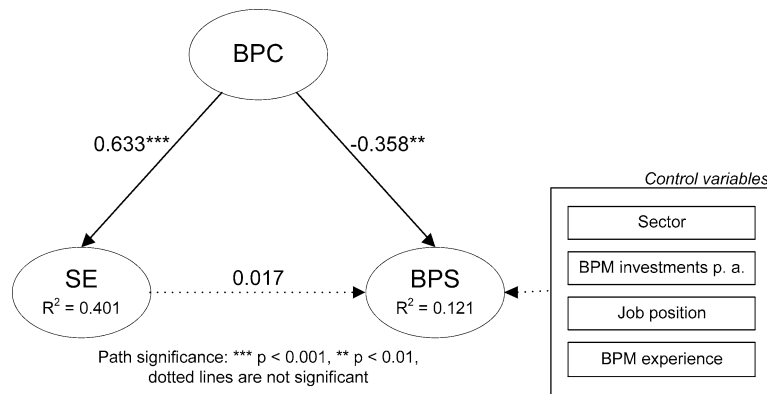 BPC
0.633***
-0.358**
Control variables
Sector
SE
R² = 0.401
0.017
BPS
R² = 0.121
BPM investments p. a.
Job position
BPM experience
Path significance: *** p < 0.001, ** p < 0.01,
dotted lines are not significant